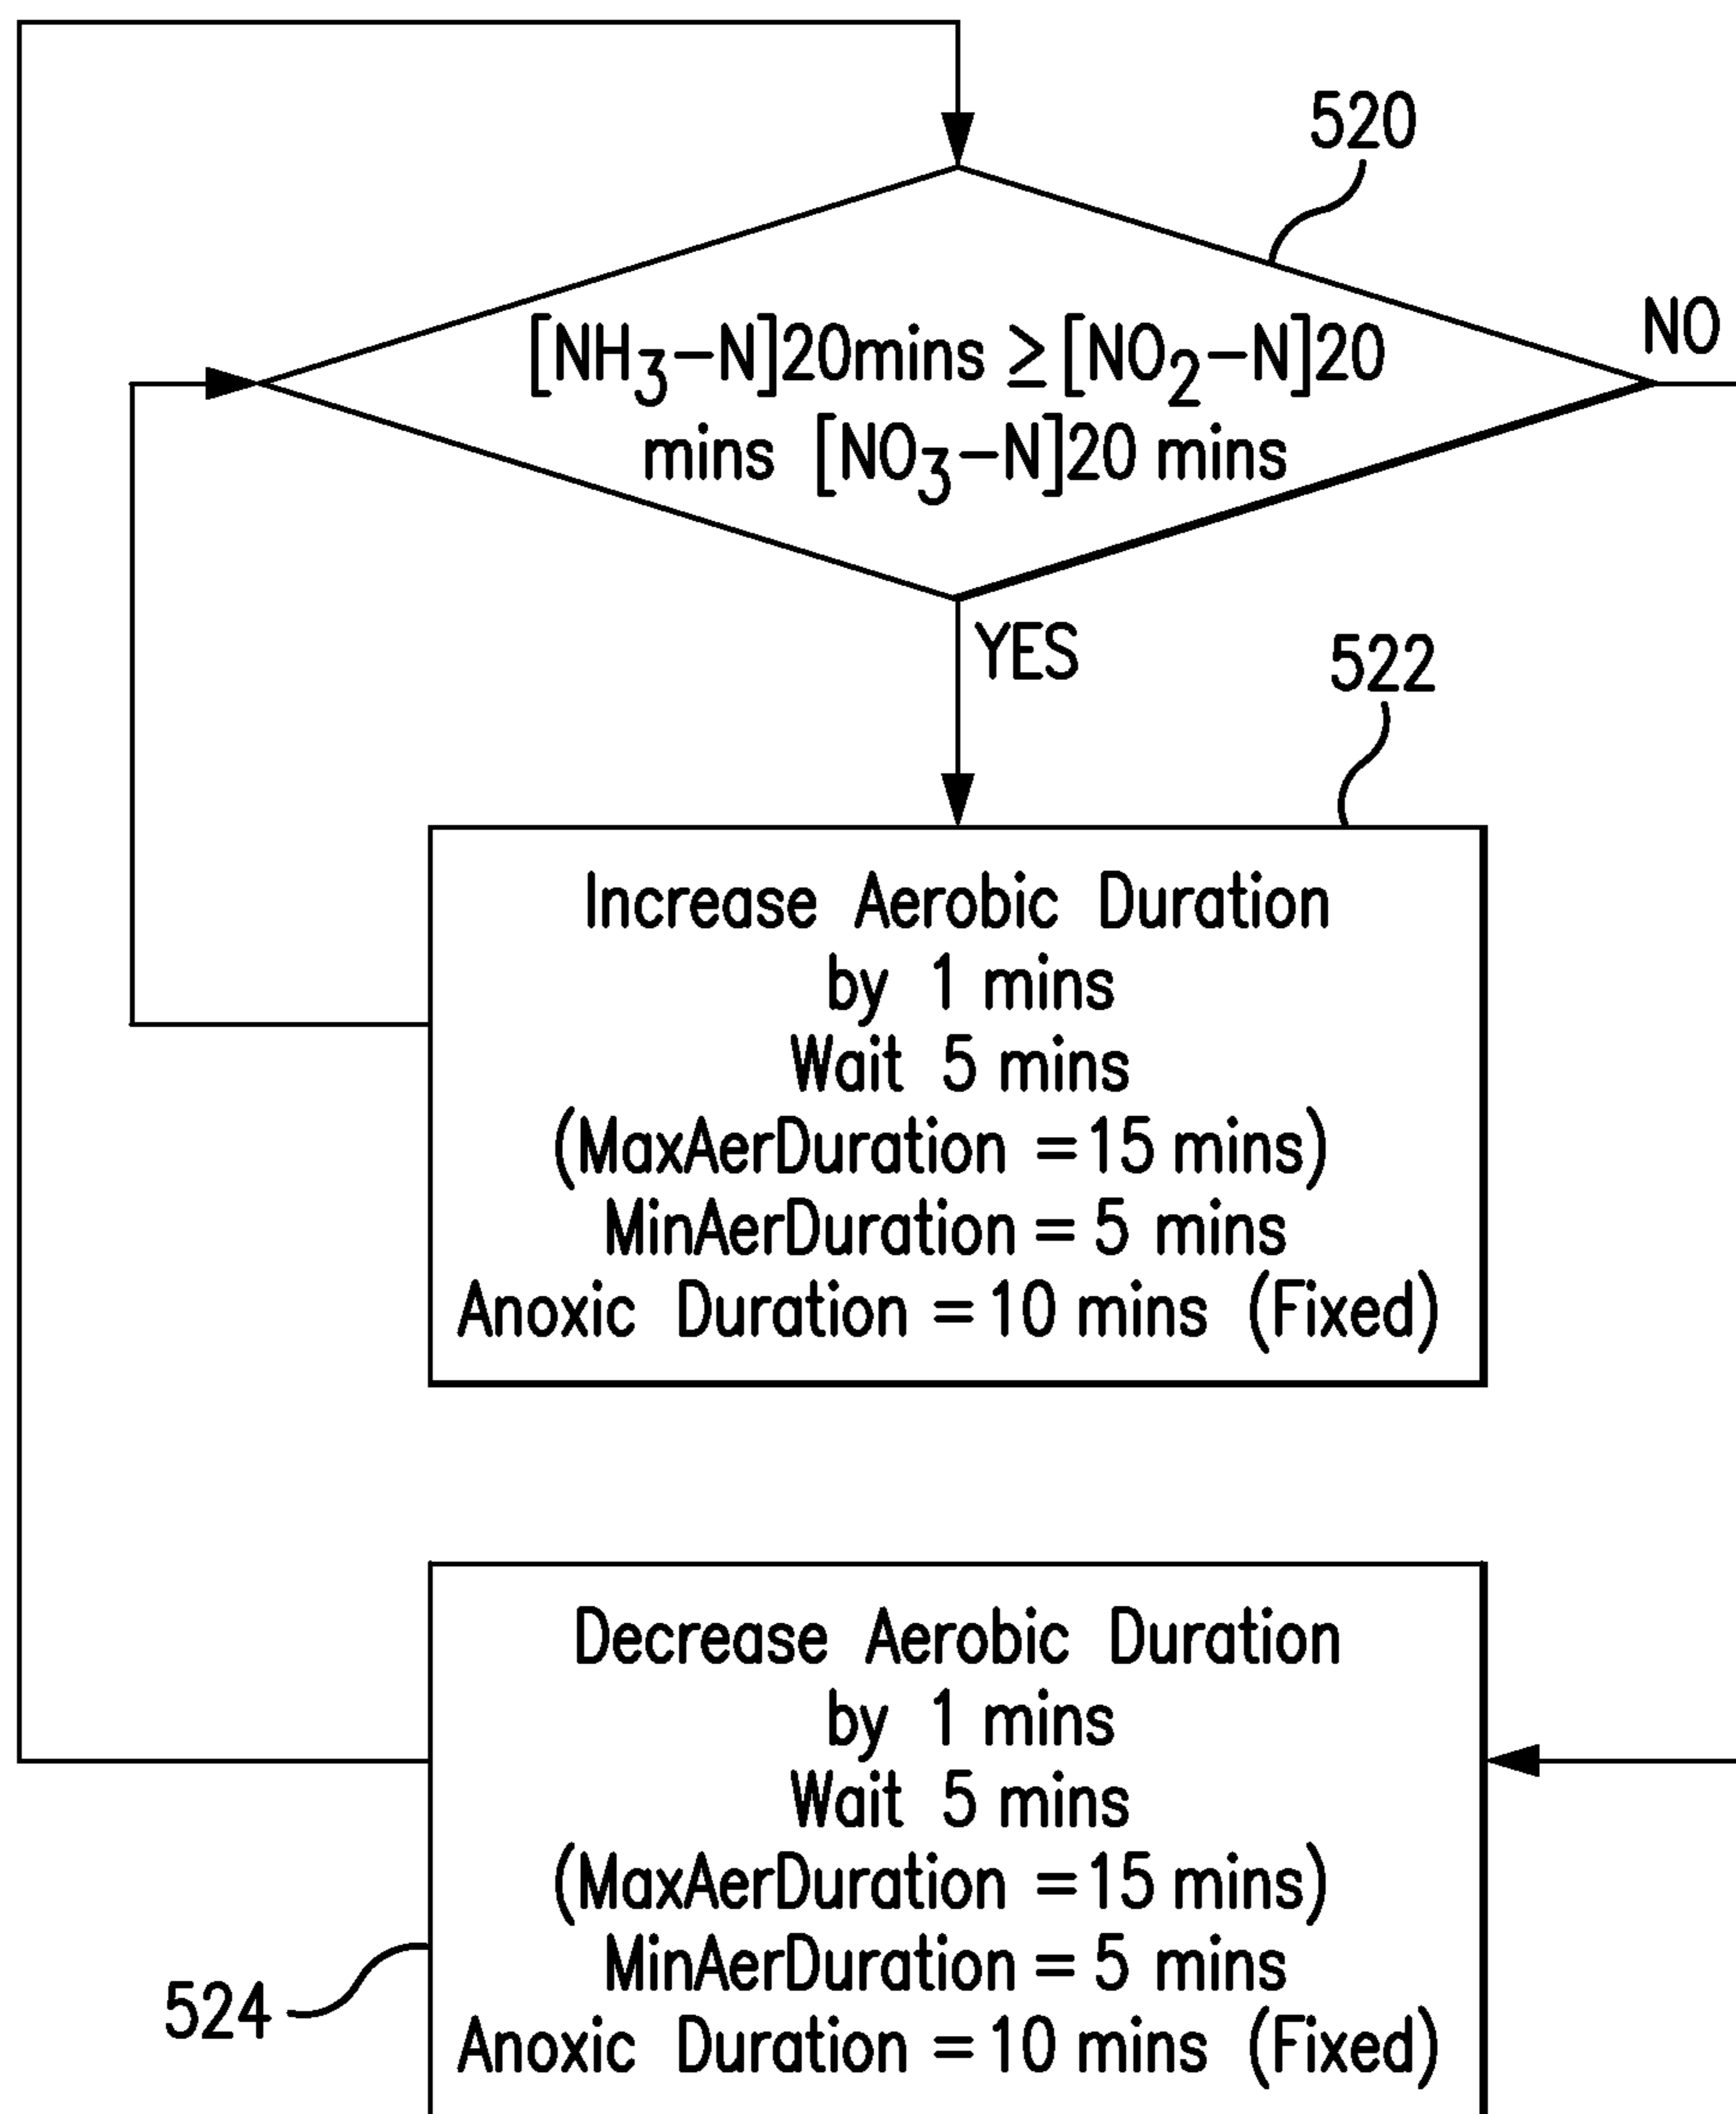 520
[NH₃-N]20mins ≥ [NO₂-N]20
mins [NO₃-N]20 mins
NO
YES
522
Increase Aerobic Duration
by 1 mins
Wait 5 mins
(MaxAerDuration = 15 mins)
MinAerDuration = 5 mins
Anoxic Duration = 10 mins (Fixed)
Decrease Aerobic Duration
by 1 mins
Wait 5 mins
(MaxAerDuration = 15 mins)
MinAerDuration = 5 mins
524
Anoxic Duration = 10 mins (Fixed)